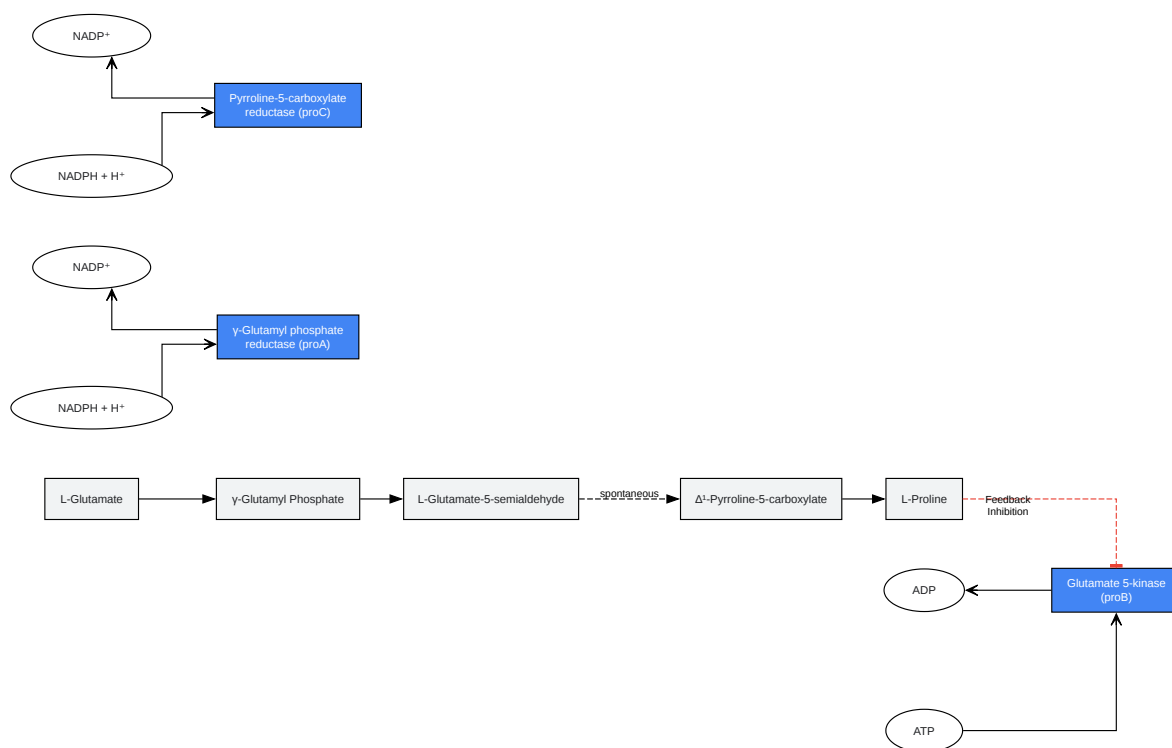 NADP⁺
Pyrroline-5-carboxylate
reductase (proC)
NADPH + H⁺
NADP⁺
γ-Glutamyl phosphate
reductase (proA)
NADPH + H⁺
L-Glutamate
γ-Glutamyl Phosphate
L-Glutamate-5-semialdehyde
spontaneous
Δ¹-Pyrroline-5-carboxylate
L-Proline
Feedback
Inhibition
ADP
Glutamate 5-kinase
(proB)
ATP